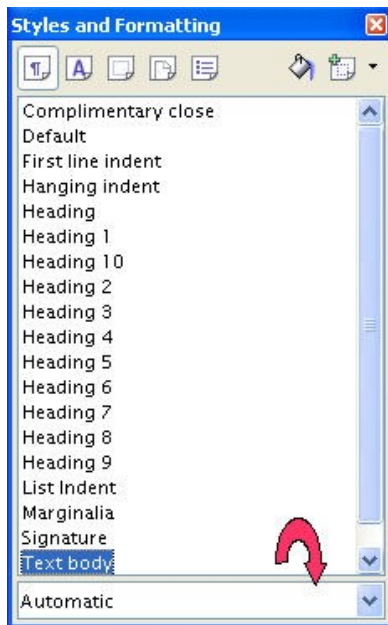 Styles and Formatting
Complimentary close
Default
First line indent
Hanging indent
Heading
Heading 1
Heading 10
Heading 2
Heading 3
Heading 4
Heading 5
Heading 6
Heading 7
Heading 8
Heading 9
List Indent
Marginalia
Signature
Text body
Automatic